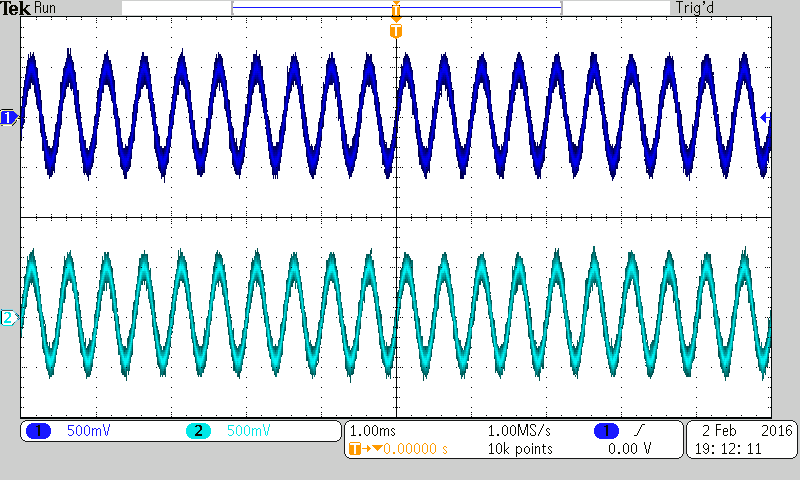 Tek Run Trig'd
T
T
1
2
1 500mV 2 500mV 1.00ms 1.00MS/s 1 2 Feb 2016
T 0.00000 s 10k points 0.00 V 19:12:11